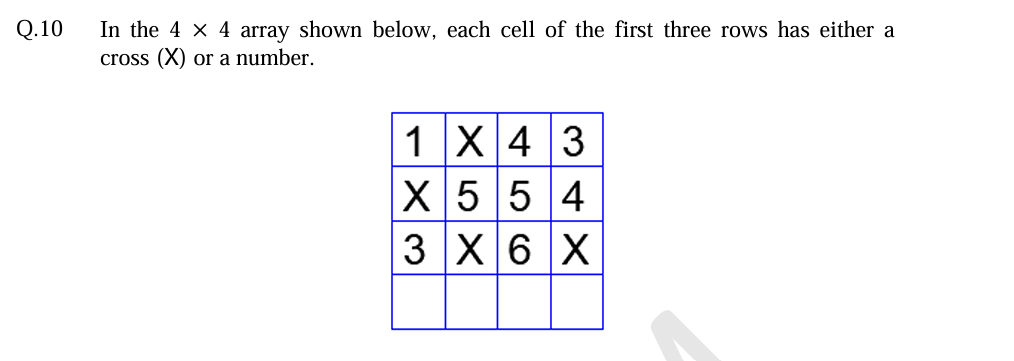 Q.10 In the 4 × 4 array shown below, each cell of the first three rows has either a
cross (X) or a number.
1 X 4 3
X 5 5 4
3 X 6 X